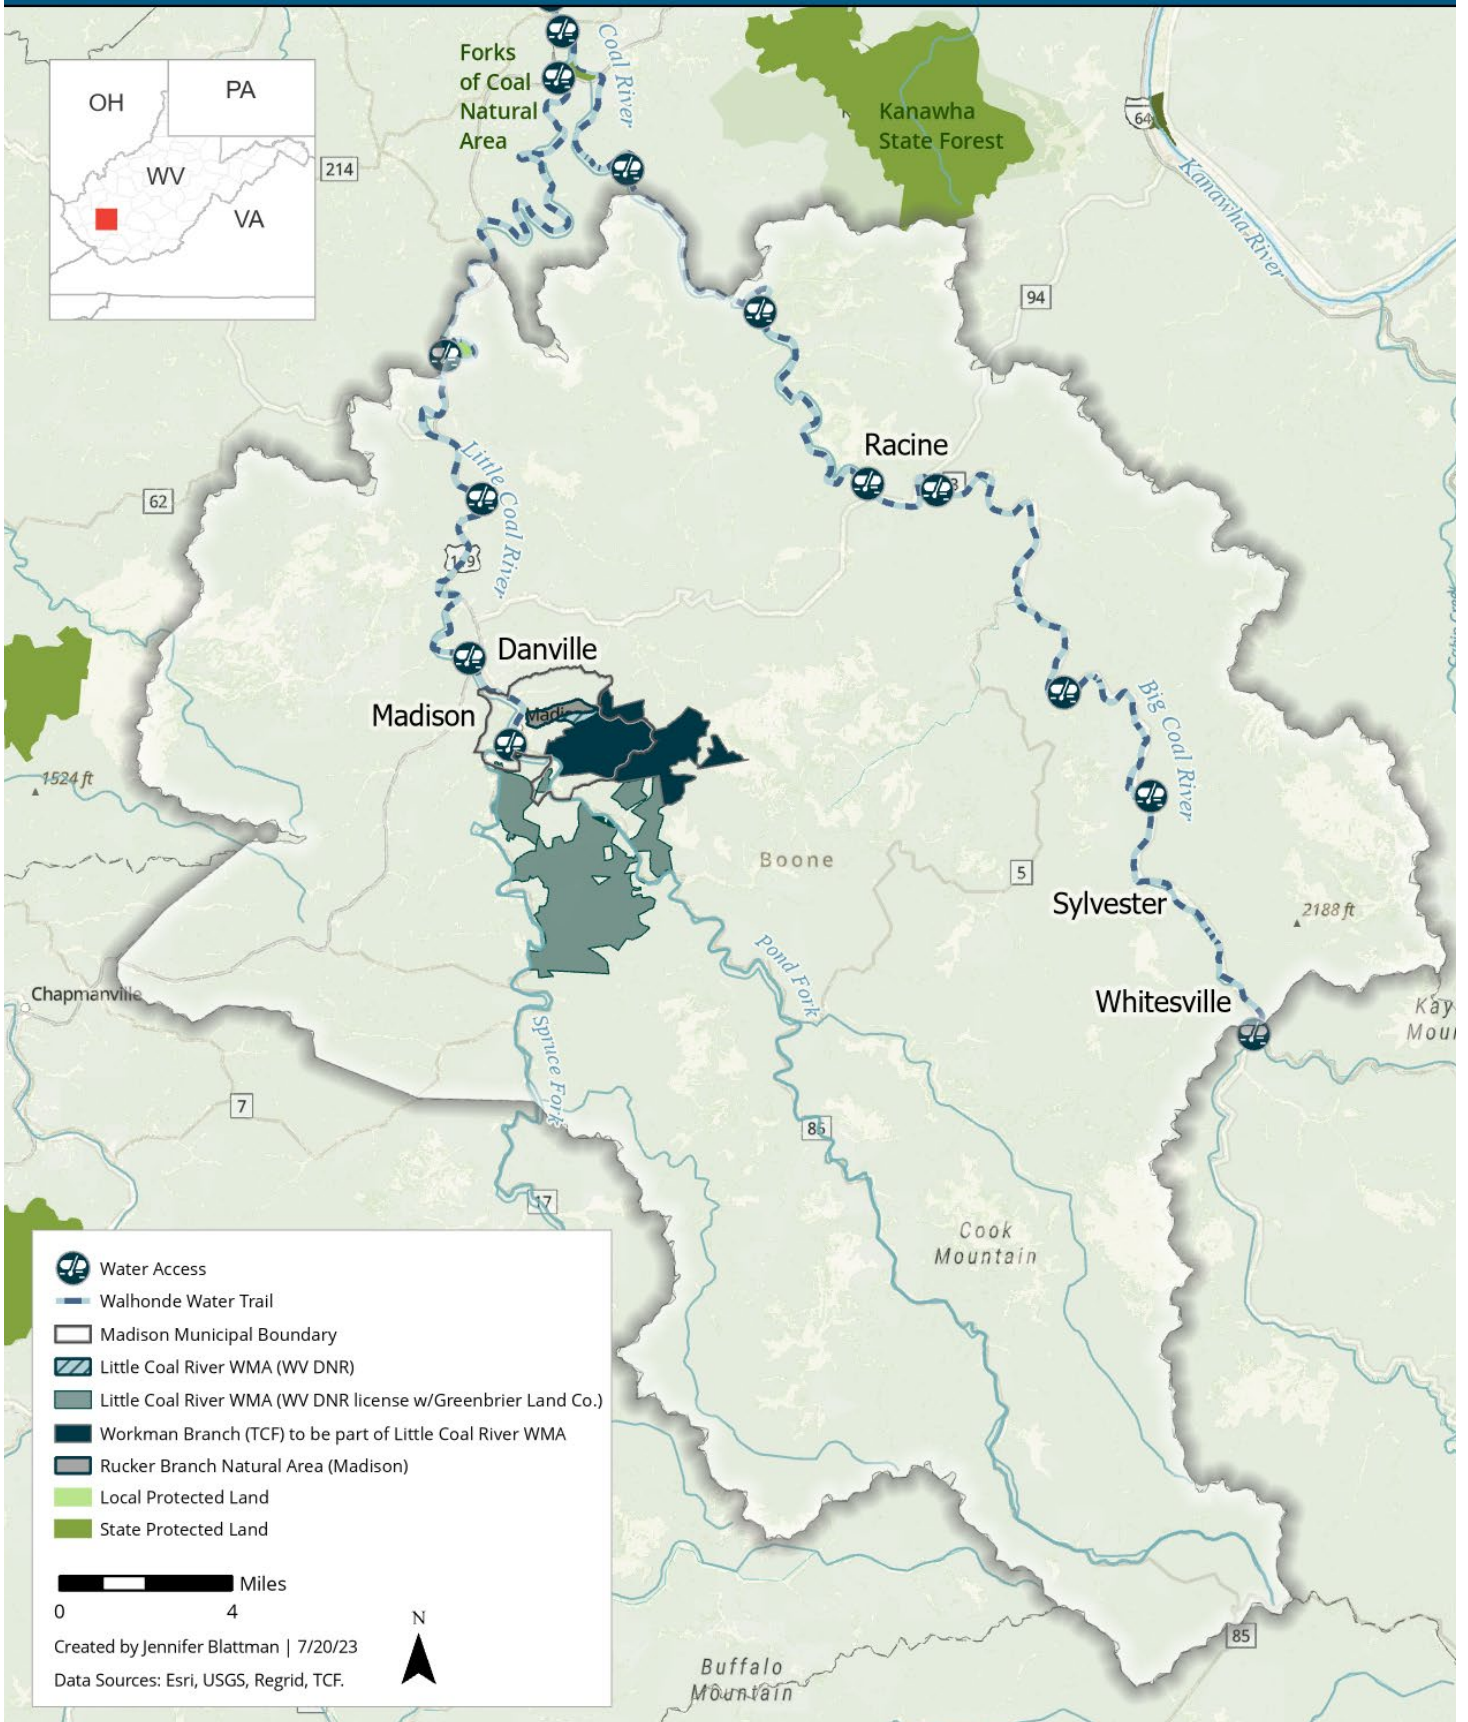 Forks
of Coal
Natural
Area
Coal River
Kanawha
State Forest
64
Kanawha River
OH
PA
WV
VA
214
94
Racine
3
62
Little Coal River
119
Danville
Madison
Big Coal River
1524 ft
Boone
5
Sylvester
2188 ft
Pond Fork
Whitesville
Chapmanville
Kay
Mou
Spruce Fork
7
85
17
Cook
Mountain
Water Access
Walhonde Water Trail
Madison Municipal Boundary
Little Coal River WMA (WV DNR)
Little Coal River WMA (WV DNR license w/Greenbrier Land Co.)
Workman Branch (TCF) to be part of Little Coal River WMA
Rucker Branch Natural Area (Madison)
Local Protected Land
State Protected Land
Miles
0 4
N
Created by Jennifer Blattman | 7/20/23
Data Sources: Esri, USGS, Regrid, TCF.
85
Buffalo
Mountain